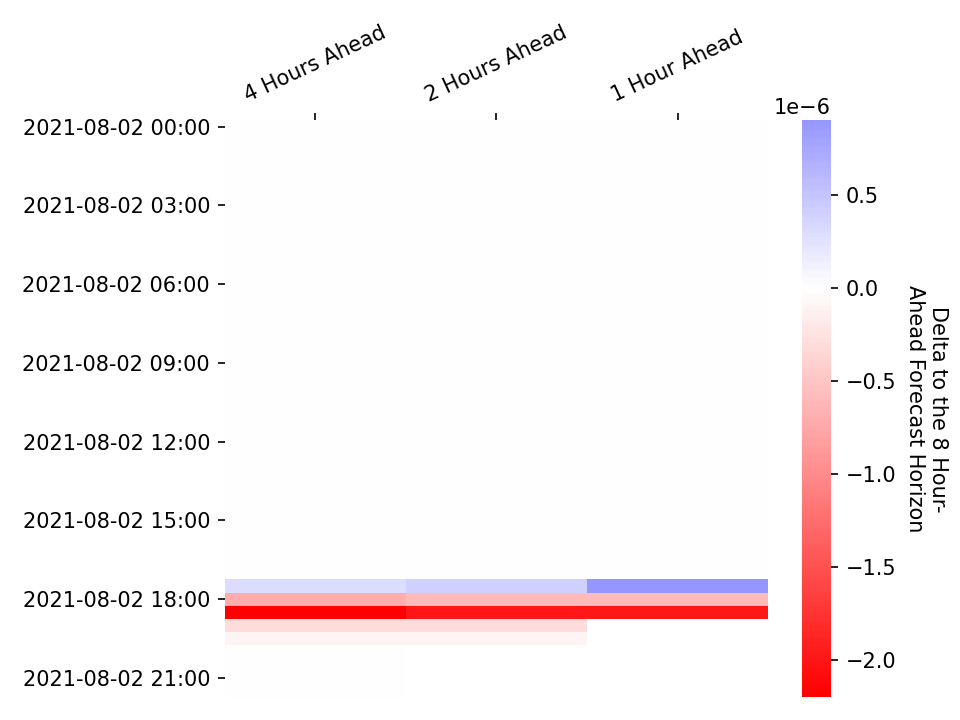 4 Hours Ahead
2 Hours Ahead
1 Hour Ahead
1e−6
2021-08-02 00:00
2021-08-02 03:00
2021-08-02 06:00
2021-08-02 09:00
2021-08-02 12:00
2021-08-02 15:00
2021-08-02 18:00
2021-08-02 21:00
0.5
0.0
−0.5
−1.0
−1.5
−2.0
Delta to the 8 Hour-
Ahead Forecast Horizon